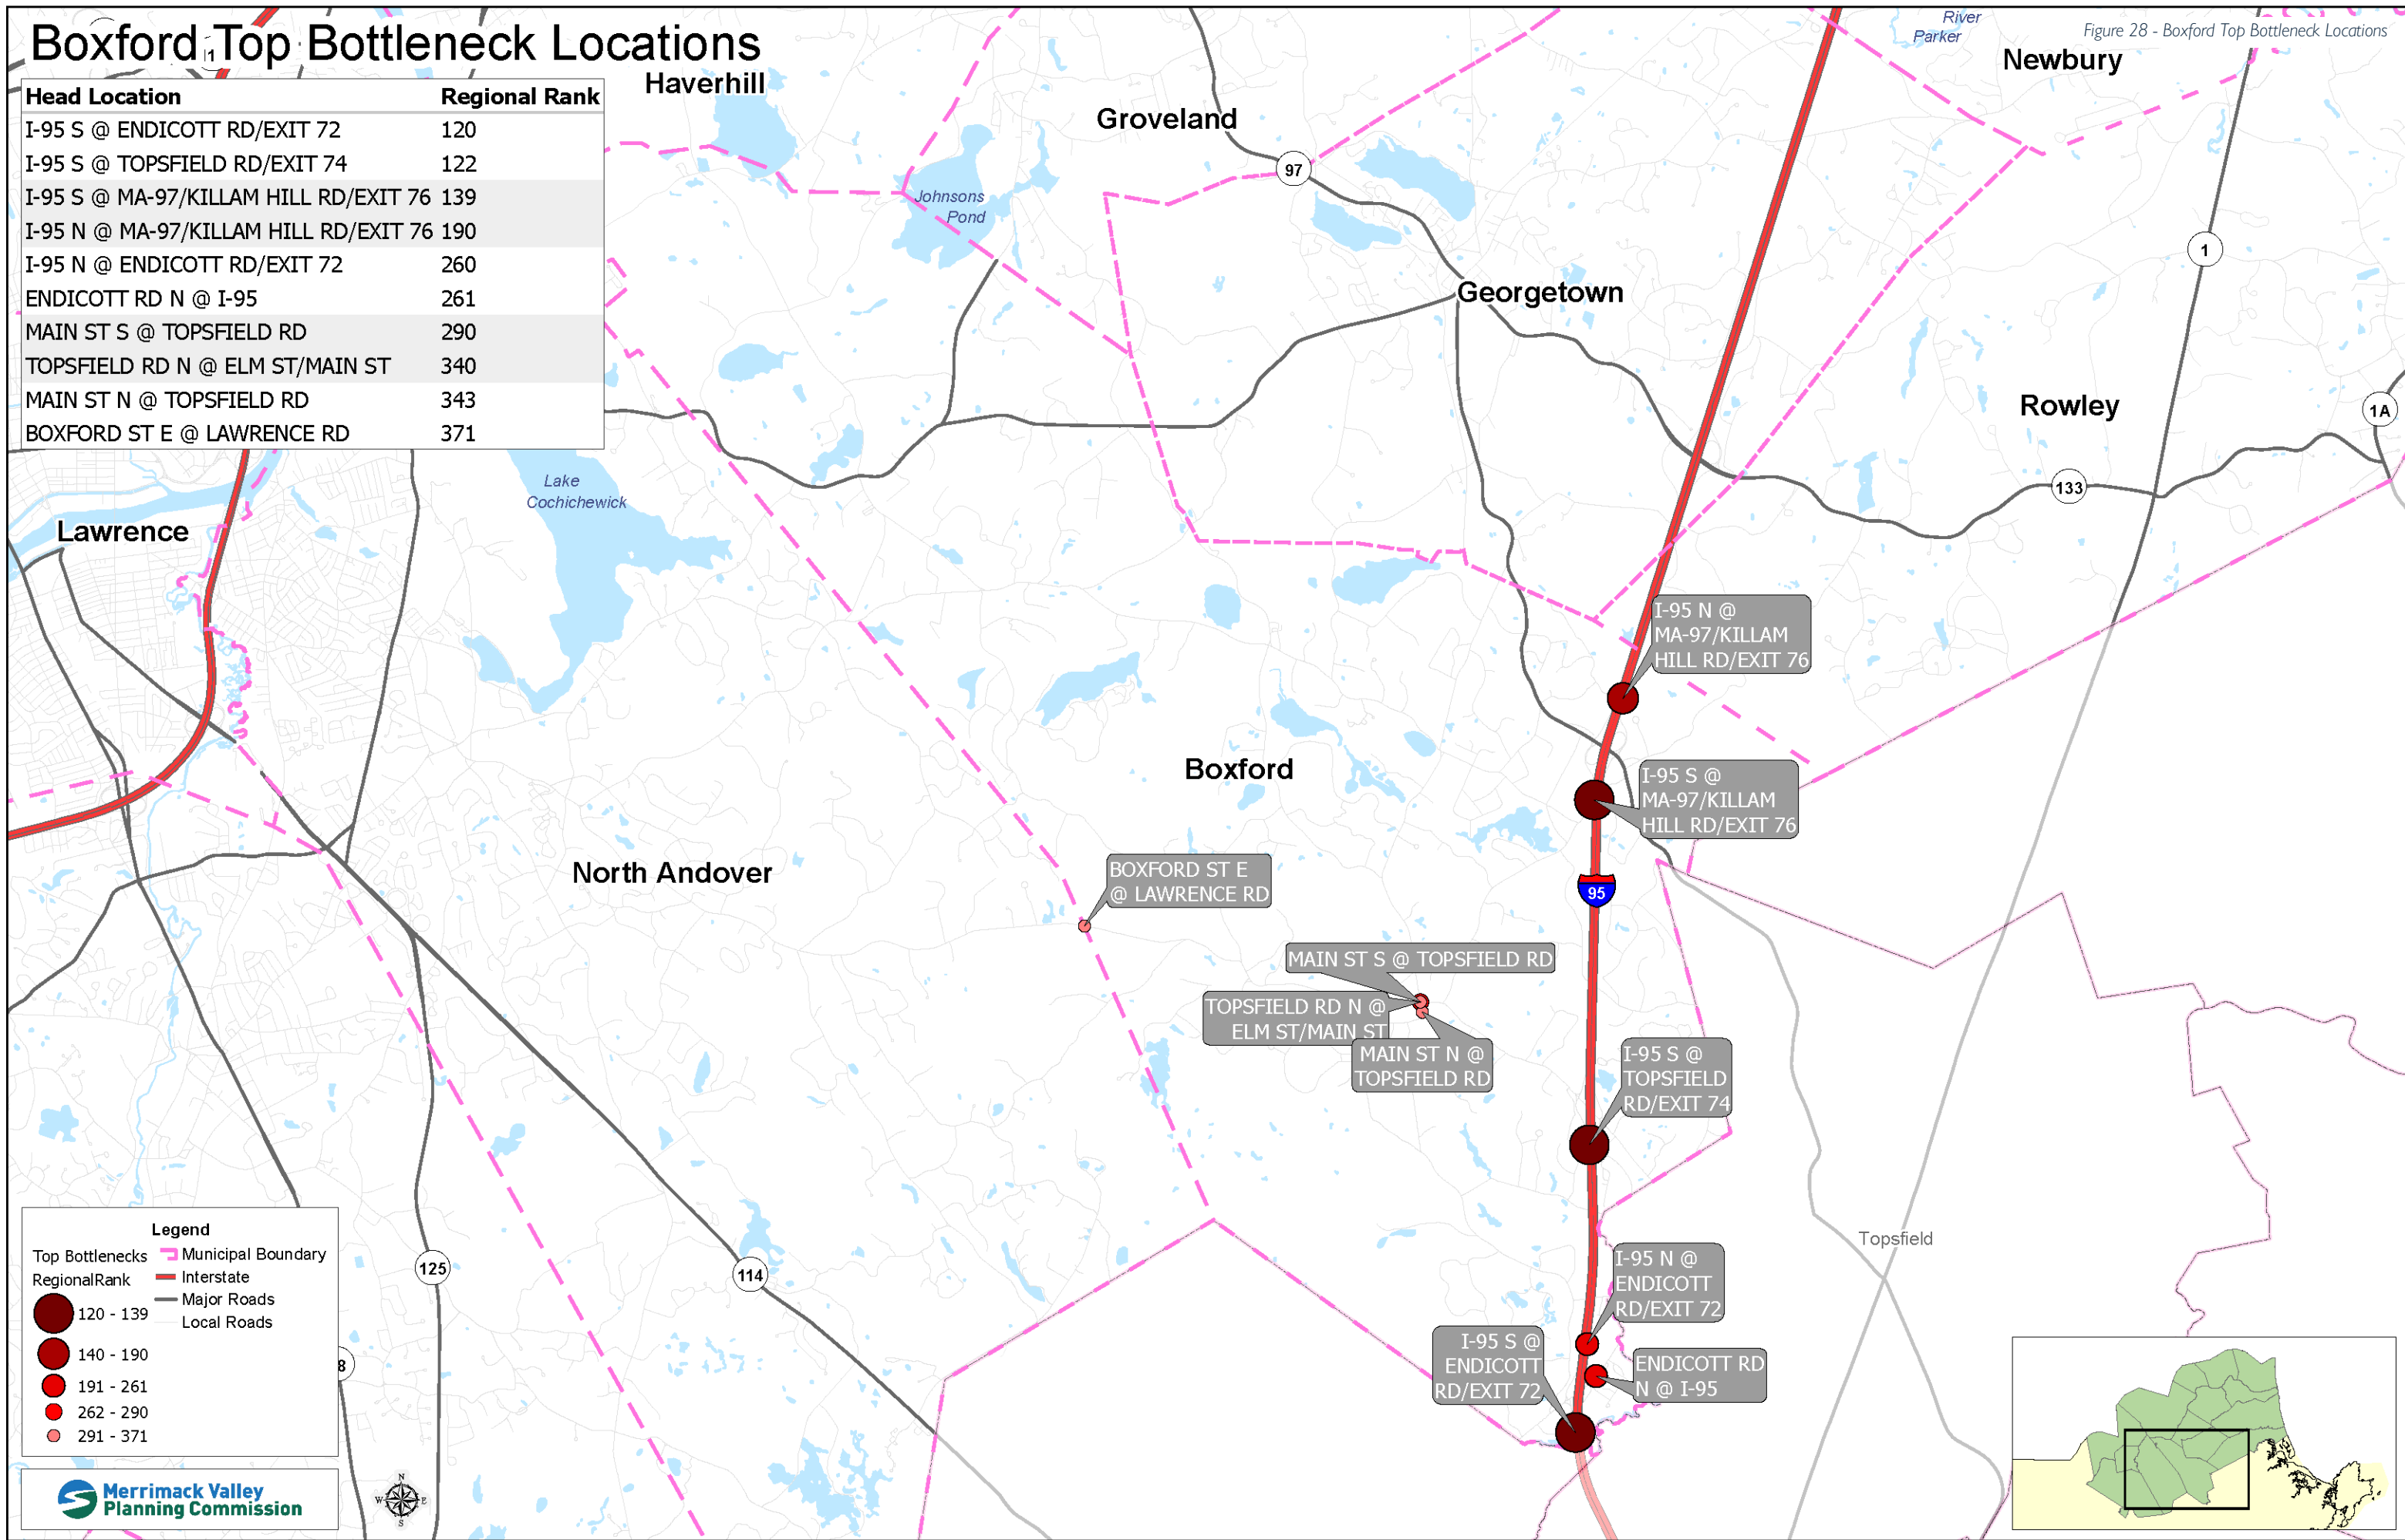 Boxford Top Bottleneck Locations
Figure 28 - Boxford Top Bottleneck Locations
Head Location Regional Rank
I-95 S @ ENDICOTT RD/EXIT 72 120
I-95 S @ TOPSFIELD RD/EXIT 74 122
I-95 S @ MA-97/KILLAM HILL RD/EXIT 76 139
I-95 N @ MA-97/KILLAM HILL RD/EXIT 76 190
I-95 N @ ENDICOTT RD/EXIT 72 260
ENDICOTT RD N @ I-95 261
MAIN ST S @ TOPSFIELD RD 290
TOPSFIELD RD N @ ELM ST/MAIN ST 340
MAIN ST N @ TOPSFIELD RD 343
BOXFORD ST E @ LAWRENCE RD 371
River
Parker
Newbury
Haverhill
Groveland
97
Johnsons
Pond
1
Georgetown
Rowley
1A
133
Lake
Cochichewick
Lawrence
I-95 N @
MA-97/KILLAM
HILL RD/EXIT 76
Boxford
I-95 S @
MA-97/KILLAM
HILL RD/EXIT 76
North Andover
BOXFORD ST E
@ LAWRENCE RD
95
MAIN ST S @ TOPSFIELD RD
TOPSFIELD RD N @
ELM ST/MAIN ST
MAIN ST N @
TOPSFIELD RD
I-95 S @
TOPSFIELD
RD/EXIT 74
Topsfield
I-95 N @
ENDICOTT
RD/EXIT 72
125
114
I-95 S @
ENDICOTT
RD/EXIT 72
ENDICOTT RD
N @ I-95
8
Legend
Top Bottlenecks
RegionalRank
120 - 139
140 - 190
191 - 261
262 - 290
291 - 371
Municipal Boundary
Interstate
Major Roads
Local Roads
Merrimack Valley
Planning Commission
N
W E
S